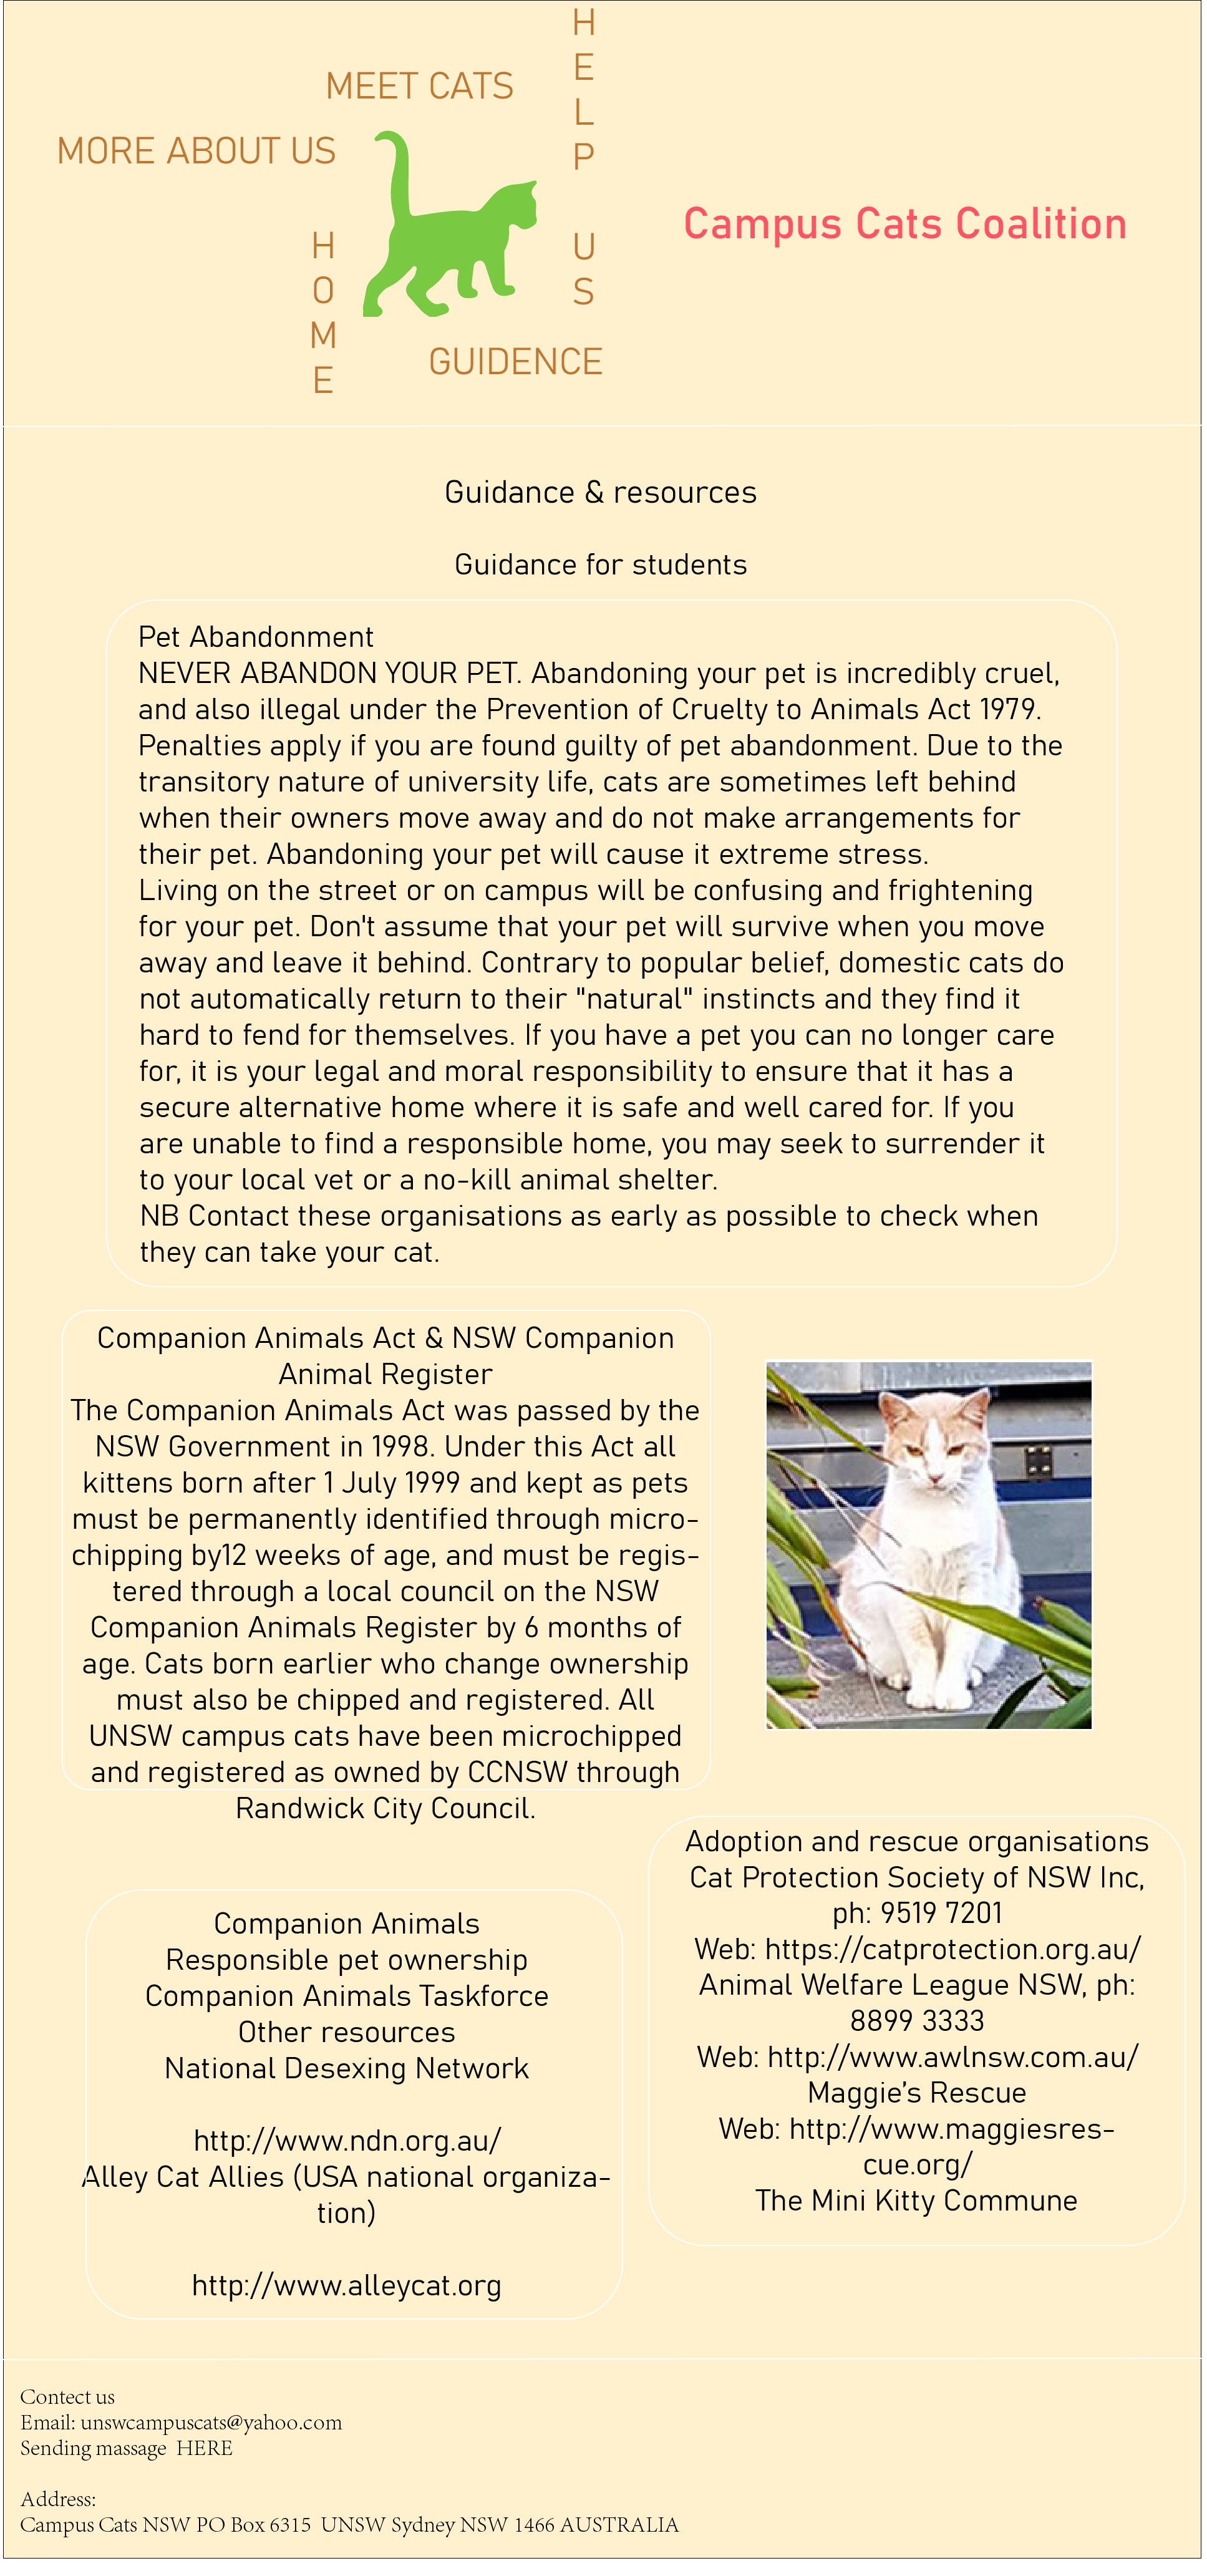 MEET CATS
MORE ABOUT US
HOME
HELP US
GUIDENCE
Campus Cats Coalition
Guidance & resources
Guidance for students
Pet Abandonment
NEVER ABANDON YOUR PET. Abandoning your pet is incredibly cruel,
and also illegal under the Prevention of Cruelty to Animals Act 1979.
Penalties apply if you are found guilty of pet abandonment. Due to the
transitory nature of university life, cats are sometimes left behind
when their owners move away and do not make arrangements for
their pet. Abandoning your pet will cause it extreme stress.
Living on the street or on campus will be confusing and frightening
for your pet. Don't assume that your pet will survive when you move
away and leave it behind. Contrary to popular belief, domestic cats do
not automatically return to their "natural" instincts and they find it
hard to fend for themselves. If you have a pet you can no longer care
for, it is your legal and moral responsibility to ensure that it has a
secure alternative home where it is safe and well cared for. If you
are unable to find a responsible home, you may seek to surrender it
to your local vet or a no-kill animal shelter.
NB Contact these organisations as early as possible to check when
they can take your cat.
Companion Animals Act & NSW Companion
Animal Register
The Companion Animals Act was passed by the
NSW Government in 1998. Under this Act all
kittens born after 1 July 1999 and kept as pets
must be permanently identified through micro-
chipping by12 weeks of age, and must be regis-
tered through a local council on the NSW
Companion Animals Register by 6 months of
age. Cats born earlier who change ownership
must also be chipped and registered. All
UNSW campus cats have been microchipped
and registered as owned by CCNSW through
Randwick City Council.
Adoption and rescue organisations
Cat Protection Society of NSW Inc,
ph: 9519 7201
Web: https://catprotection.org.au/
Animal Welfare League NSW, ph:
8899 3333
Web: http://www.awlnsw.com.au/
Maggie’s Rescue
Web: http://www.maggiesres-
cue.org/
The Mini Kitty Commune
Companion Animals
Responsible pet ownership
Companion Animals Taskforce
Other resources
National Desexing Network
http://www.ndn.org.au/
Alley Cat Allies (USA national organiza-
tion)
http://www.alleycat.org
Contect us
Email: unswcampuscats@yahoo.com
Sending massage  HERE
Address:
Campus Cats NSW PO Box 6315  UNSW Sydney NSW 1466 AUSTRALIA